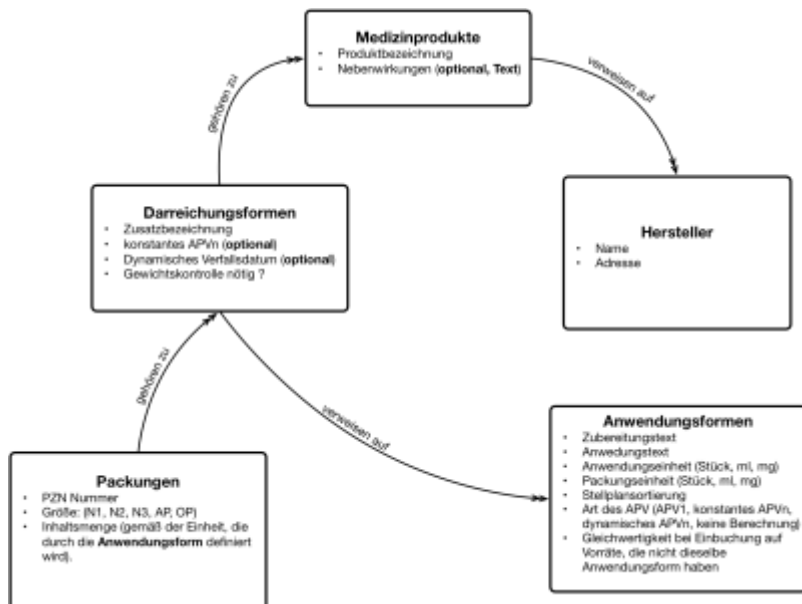 Medizinprodukte
• Produktbezeichnung
• Nebenwirkungen (optional, Text)
gehören zu
verweisen auf
Darreichungsformen
• Zusatzbezeichnung
• konstantes APVn (optional)
• Dynamisches Verfallsdatum (optional)
• Gewichtskontrolle nötig ?
Hersteller
• Name
• Adresse
gehören zu
verweisen auf
Packungen
• PZN Nummer
• Größe: (N1, N2, N3, AP, OP)
• Inhaltsmenge (gemäß der Einheit, die
durch die Anwendungsform definiert
wird).
Anwendungsformen
• Zubereitungstext
• Anwedungstext
• Anwendungseinheit (Stück, ml, mg)
• Packungseinheit (Stück, ml, mg)
• Stellplansortierung
• Art des APV (APV1, konstantes APVn,
dynamisches APVn, keine Berechnung)
• Gleichwertigkeit bei Einbuchung auf
Vorräte, die nicht dieselbe
Anwendungsform haben